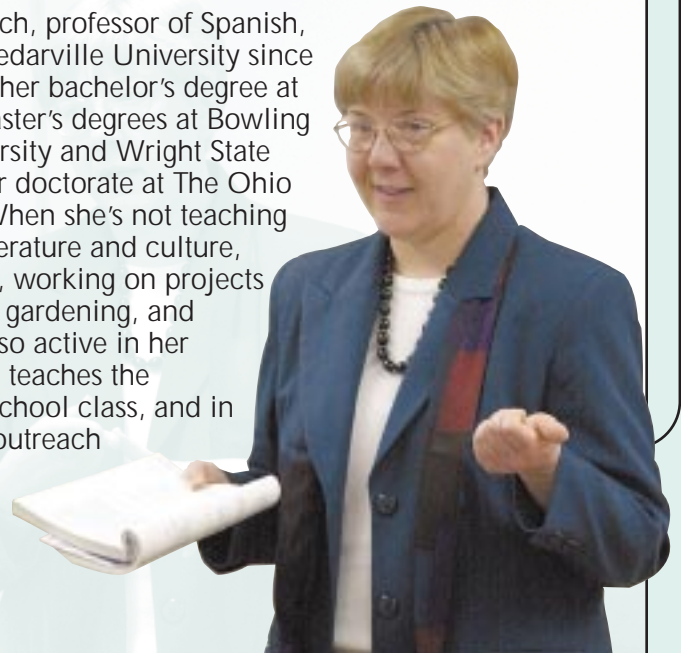 ch, professor of Spanish,
edarville University since
her bachelor's degree at
aster's degrees at Bowling
rsity and Wright State
r doctorate at The Ohio
When she's not teaching
erature and culture,
, working on projects
gardening, and
so active in her
teaches the
school class, and in
outreach